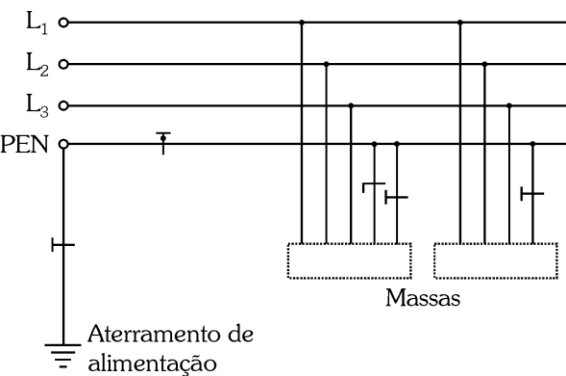 L₁
L₂
L₃
PEN
Massas
Aterramento de
alimentação